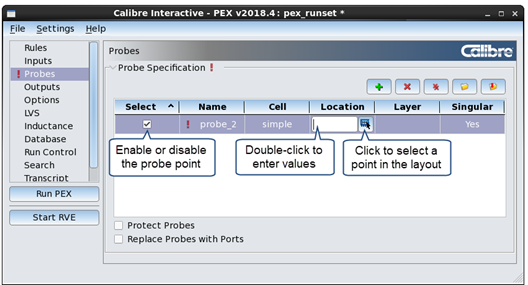 Calibre Interactive - PEX v2018.4: pex_runset *
File Settings Help
Rules
Inputs
! Probes
Outputs
Options
LVS
Inductance
Database
Run Control
Search
Transcript
Run PEX
Start RVE
Probes
Calibre
Probe Specification !
Select Name Cell Location Layer Singular
! probe_2 simple Yes
Enable or disable
the probe point
Double-click to
enter values
Click to select a
point in the layout
Protect Probes
Replace Probes with Ports